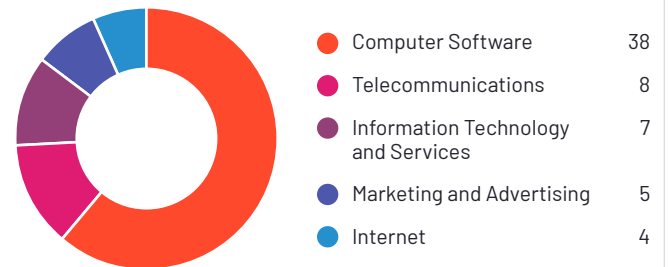 Computer Software 38
Telecommunications 8
Information Technology 7
and Services
Marketing and Advertising 5
Internet 4